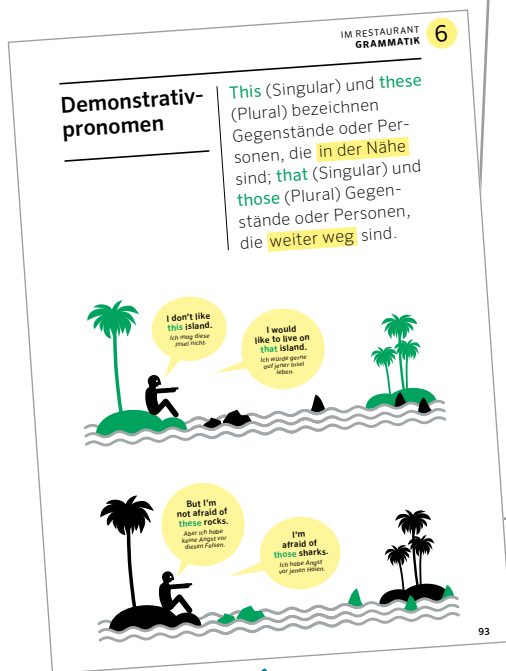 IM RESTAURANT
GRAMMATIK
6
Demonstrativ-
pronomen
This (Singular) und these
(Plural) bezeichnen
Gegenstände oder Per-
sonen, die in der Nähe
sind; that (Singular) und
those (Plural) Gegen-
stände oder Personen,
die weiter weg sind.
I don't like
this island.
Ich mag diese
Insel nicht.
I would
like to live on
that island.
Ich würde gerne
auf jener Insel
leben.
But I'm
not afraid of
these rocks.
Aber ich habe
keine Angst vor
diesen Felsen.
I'm
afraid of
those sharks.
Ich habe Angst
vor jenen Haien.
93